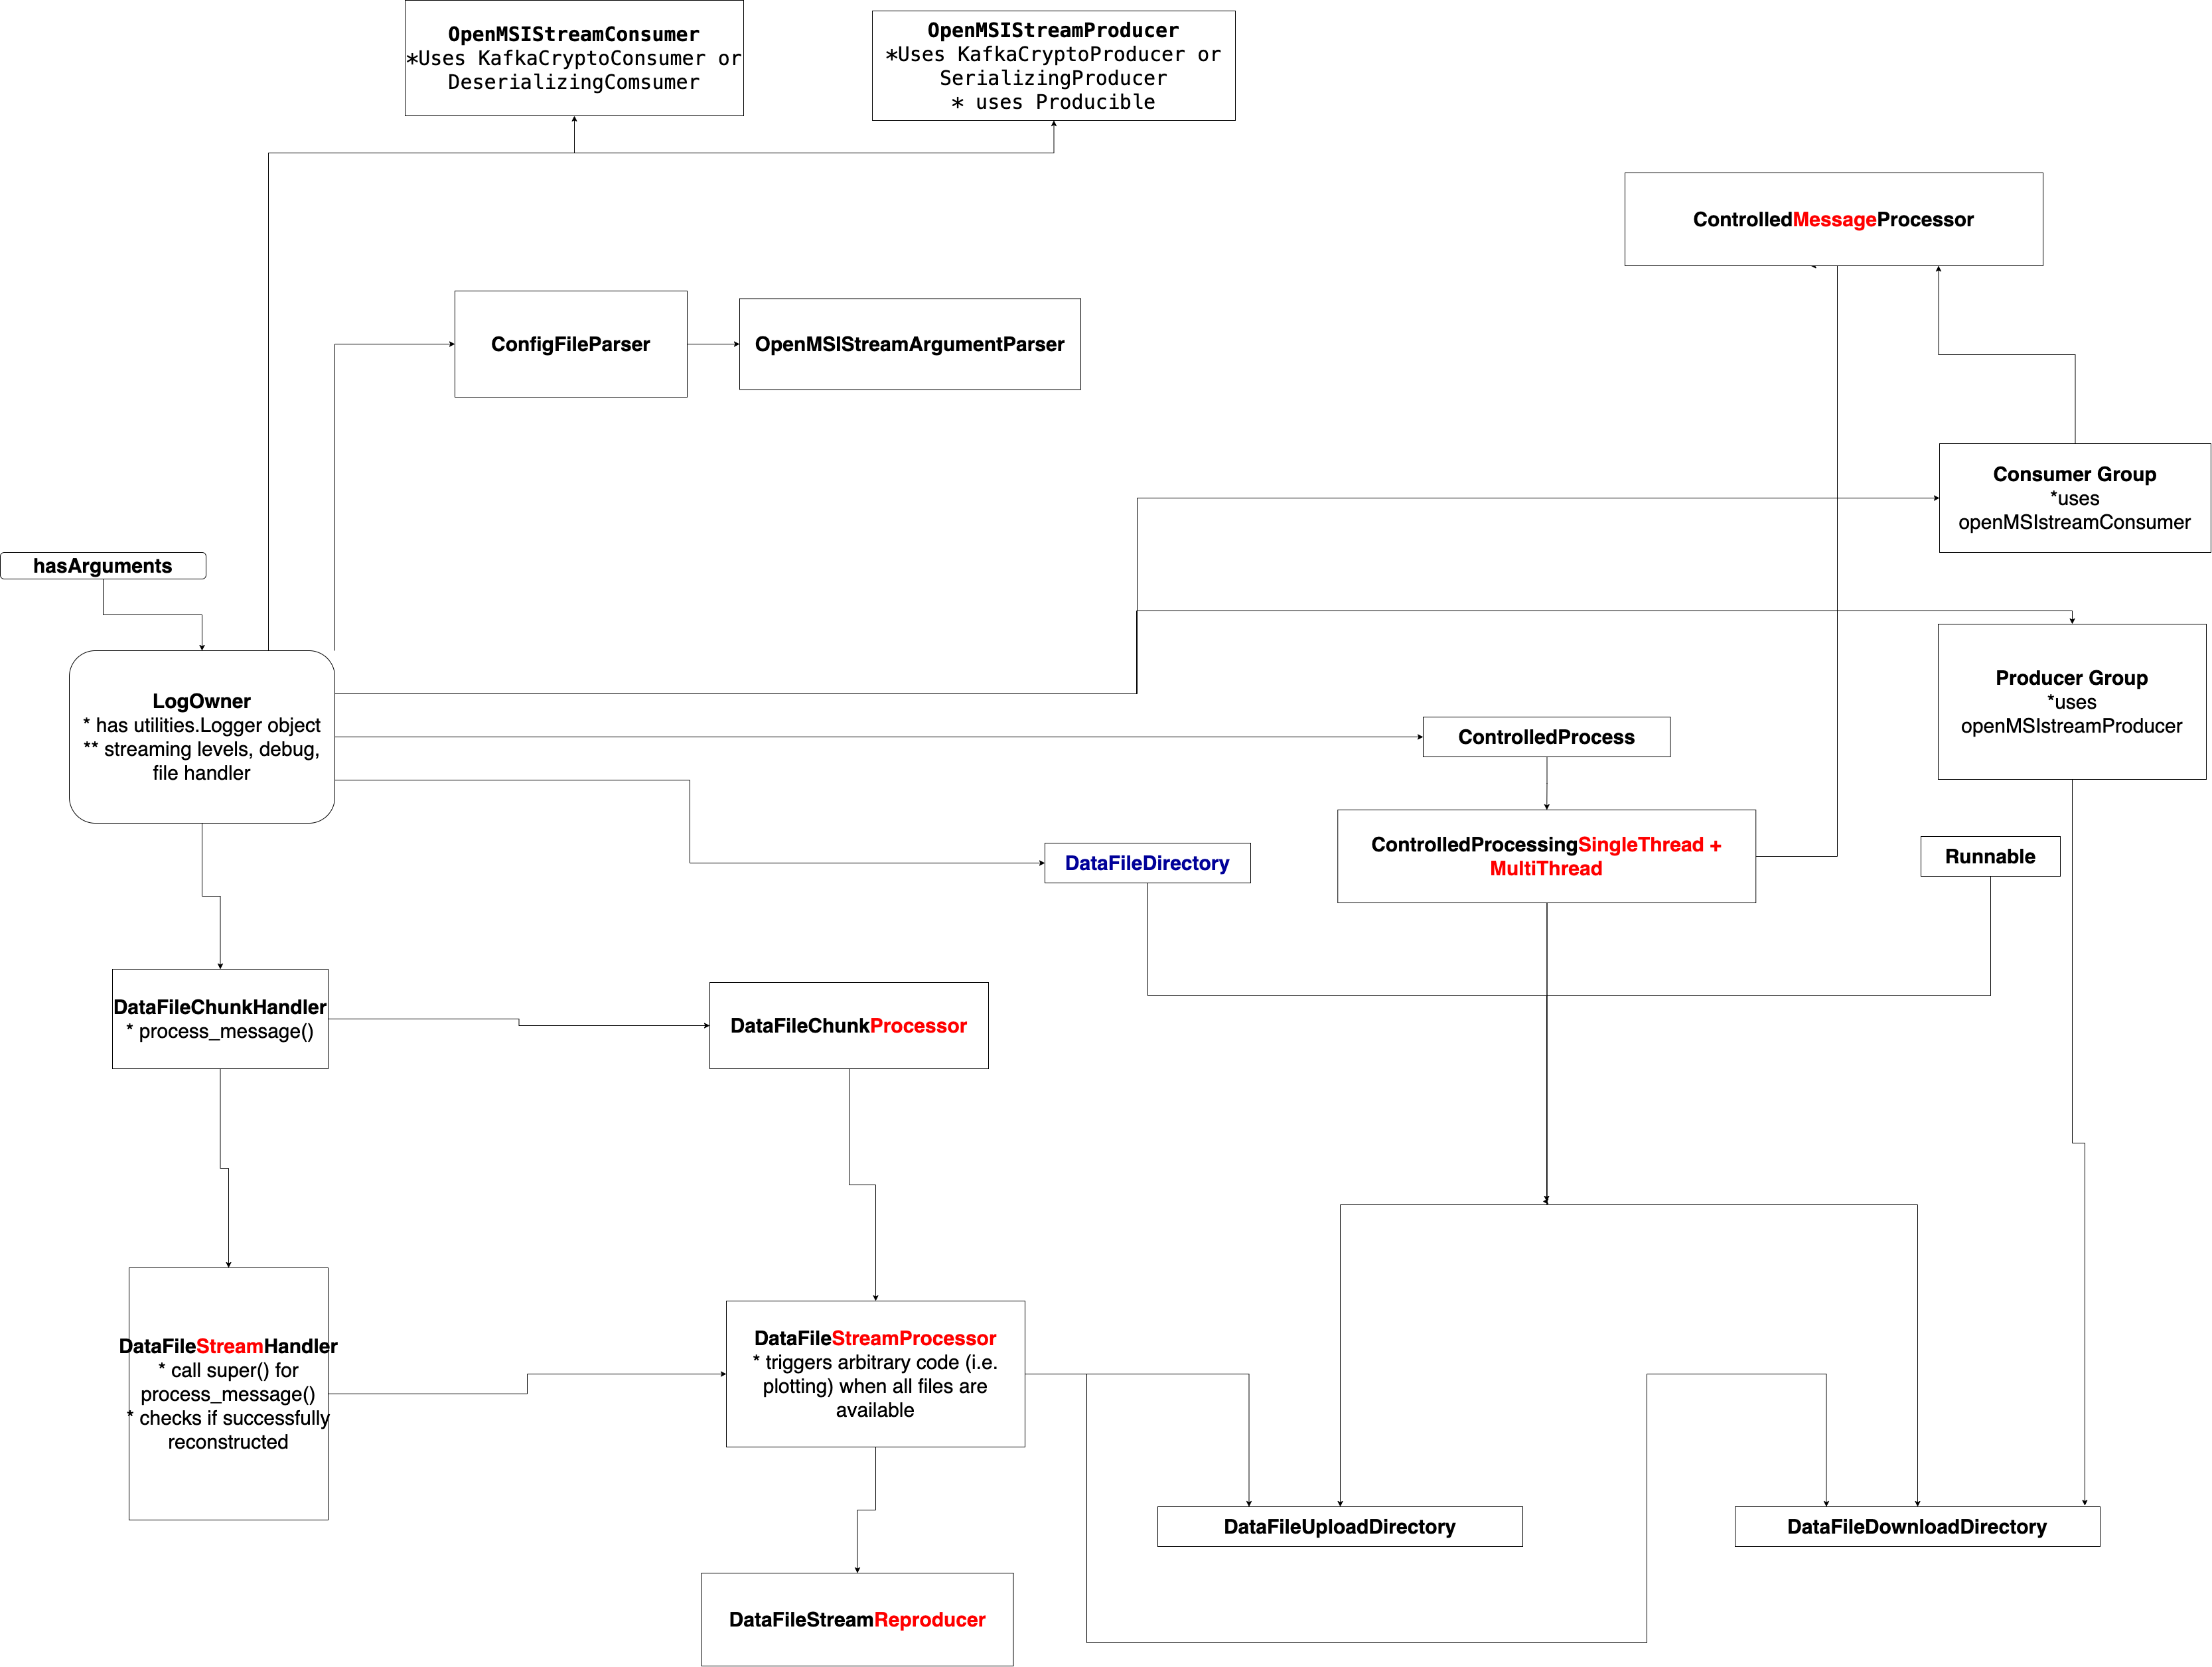 OpenMSIStreamConsumer
*Uses KafkaCryptoConsumer or
DeserializingComsumer
OpenMSIStreamProducer
*Uses KafkaCryptoProducer or
SerializingProducer
* uses Producible
ControlledMessageProcessor
ConfigFileParser
OpenMSIStreamArgumentParser
Consumer Group
*uses
openMSIstreamConsumer
hasArguments
LogOwner
* has utilities.Logger object
** streaming levels, debug,
file handler
Producer Group
*uses
openMSIstreamProducer
ControlledProcess
ControlledProcessingSingleThread +
MultiThread
DataFileDirectory
Runnable
DataFileChunkHandler
* process_message()
DataFileChunkProcessor
DataFileStreamHandler
* call super() for
process_message()
* checks if successfully
reconstructed
DataFileStreamProcessor
* triggers arbitrary code (i.e.
plotting) when all files are
available
DataFileUploadDirectory
DataFileDownloadDirectory
DataFileStreamReproducer